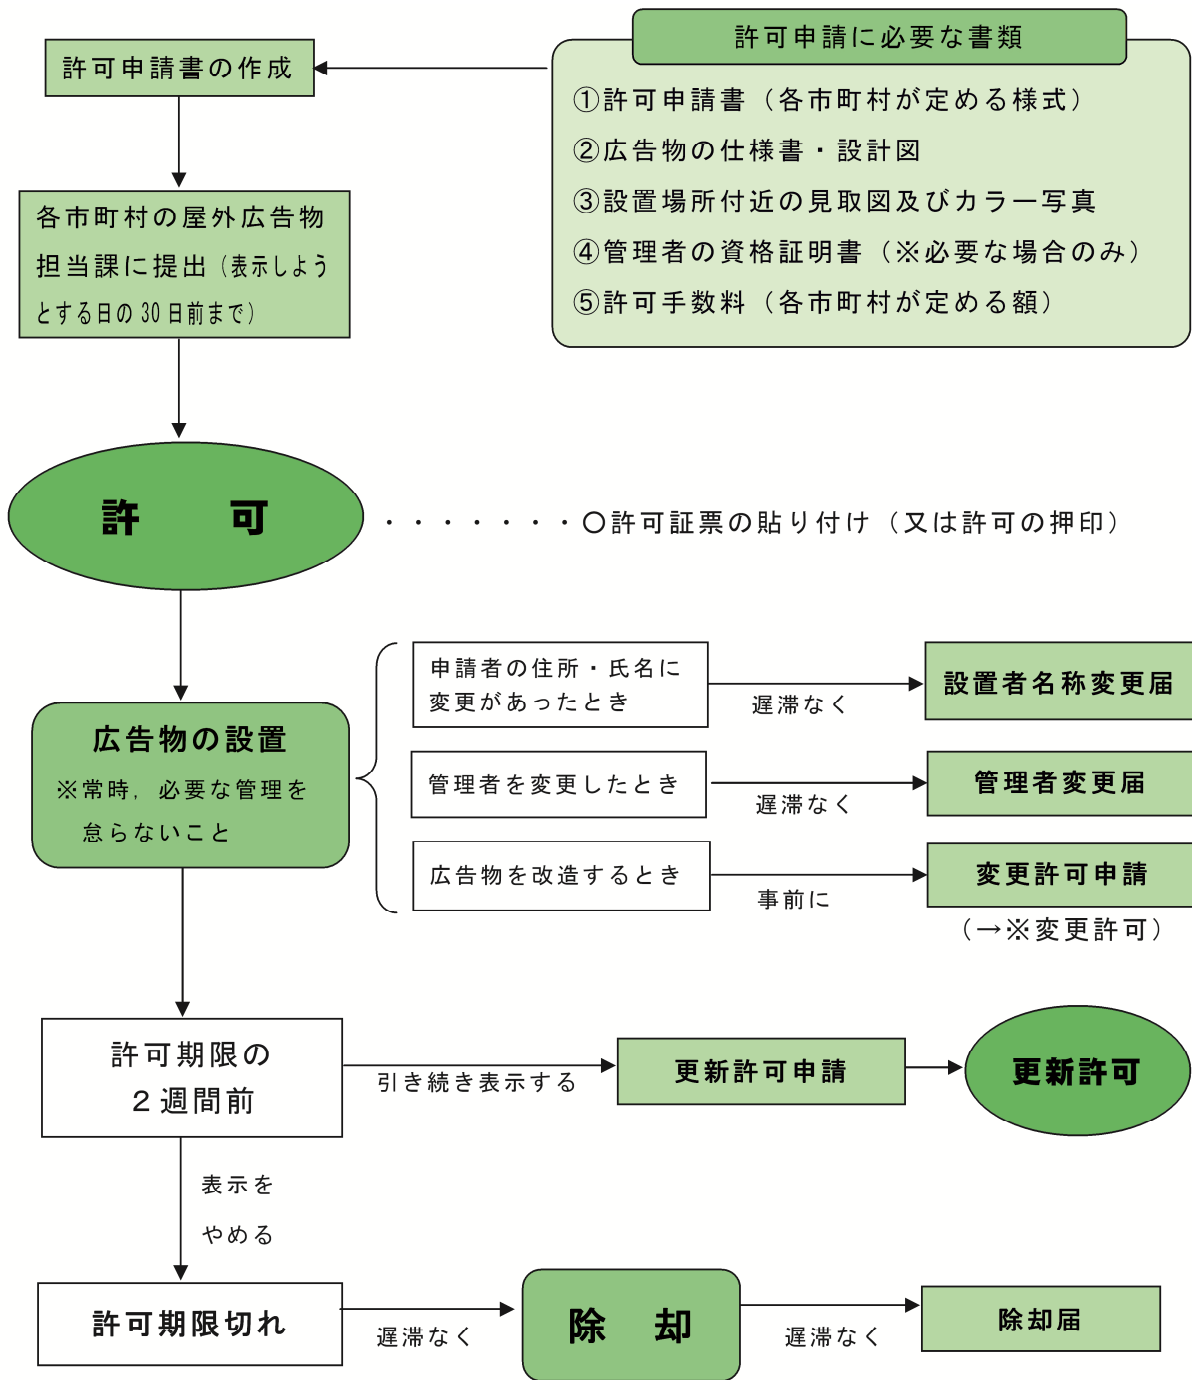 許可申請に必要な書類
許可申請書の作成
①許可申請書（各市町村が定める様式）
②広告物の仕様書・設計図
③設置場所付近の見取図及びカラー写真
④管理者の資格証明書（※必要な場合のみ）
⑤許可手数料（各市町村が定める額）
各市町村の屋外広告物
担当課に提出（表示しよう
とする日の30日前まで）
許　可
・・・・・・・〇許可証票の貼り付け（又は許可の押印）
広告物の設置
※常時，必要な管理を
怠らないこと
申請者の住所・氏名に
変更があったとき
遅滞なく
設置者名称変更届
管理者を変更したとき
遅滞なく
管理者変更届
広告物を改造するとき
事前に
変更許可申請
（→※変更許可）
許可期限の
２週間前
引き続き表示する
更新許可申請
更新許可
表示を
やめる
許可期限切れ
遅滞なく
除　却
遅滞なく
除却届